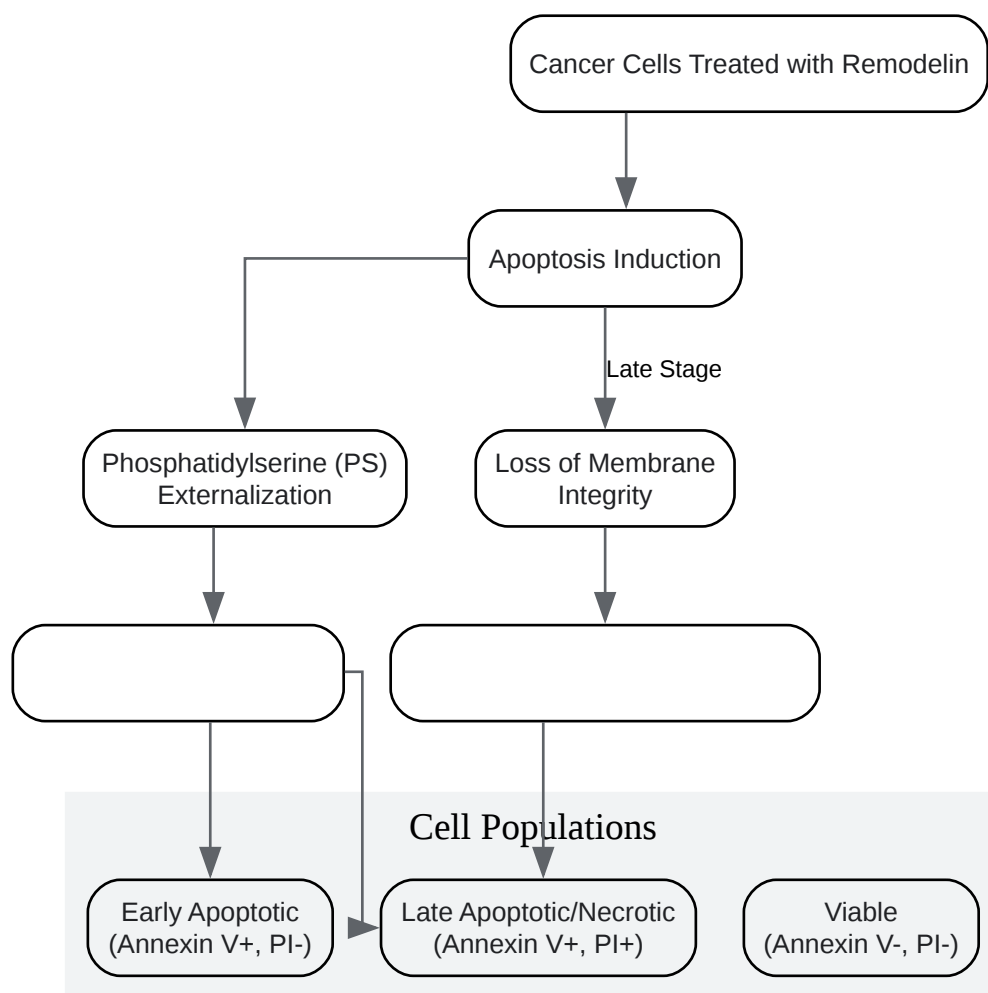 Cancer Cells Treated with Remodelin
Apoptosis Induction
Late Stage
Phosphatidylserine (PS)
Externalization
Loss of Membrane
Integrity
Cell Populations
Early Apoptotic
(Annexin V+, PI-)
Late Apoptotic/Necrotic
(Annexin V+, PI+)
Viable
(Annexin V-, PI-)